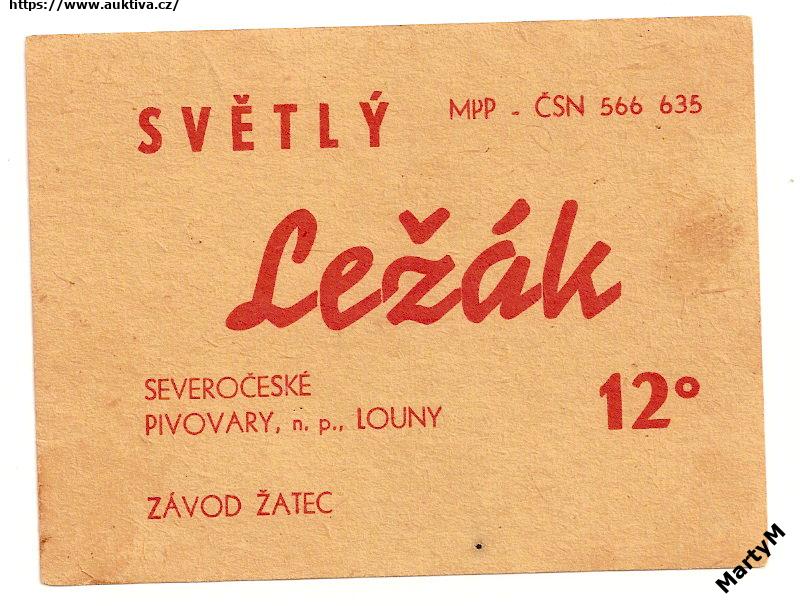 https://www.auktiva.cz/
SVĚTLÝ
MPP - ČSN 566 635
Ležák
SEVEROČESKÉ
PIVOVARY, n. p., LOUNY
12°
ZÁVOD ŽATEC
MartyM